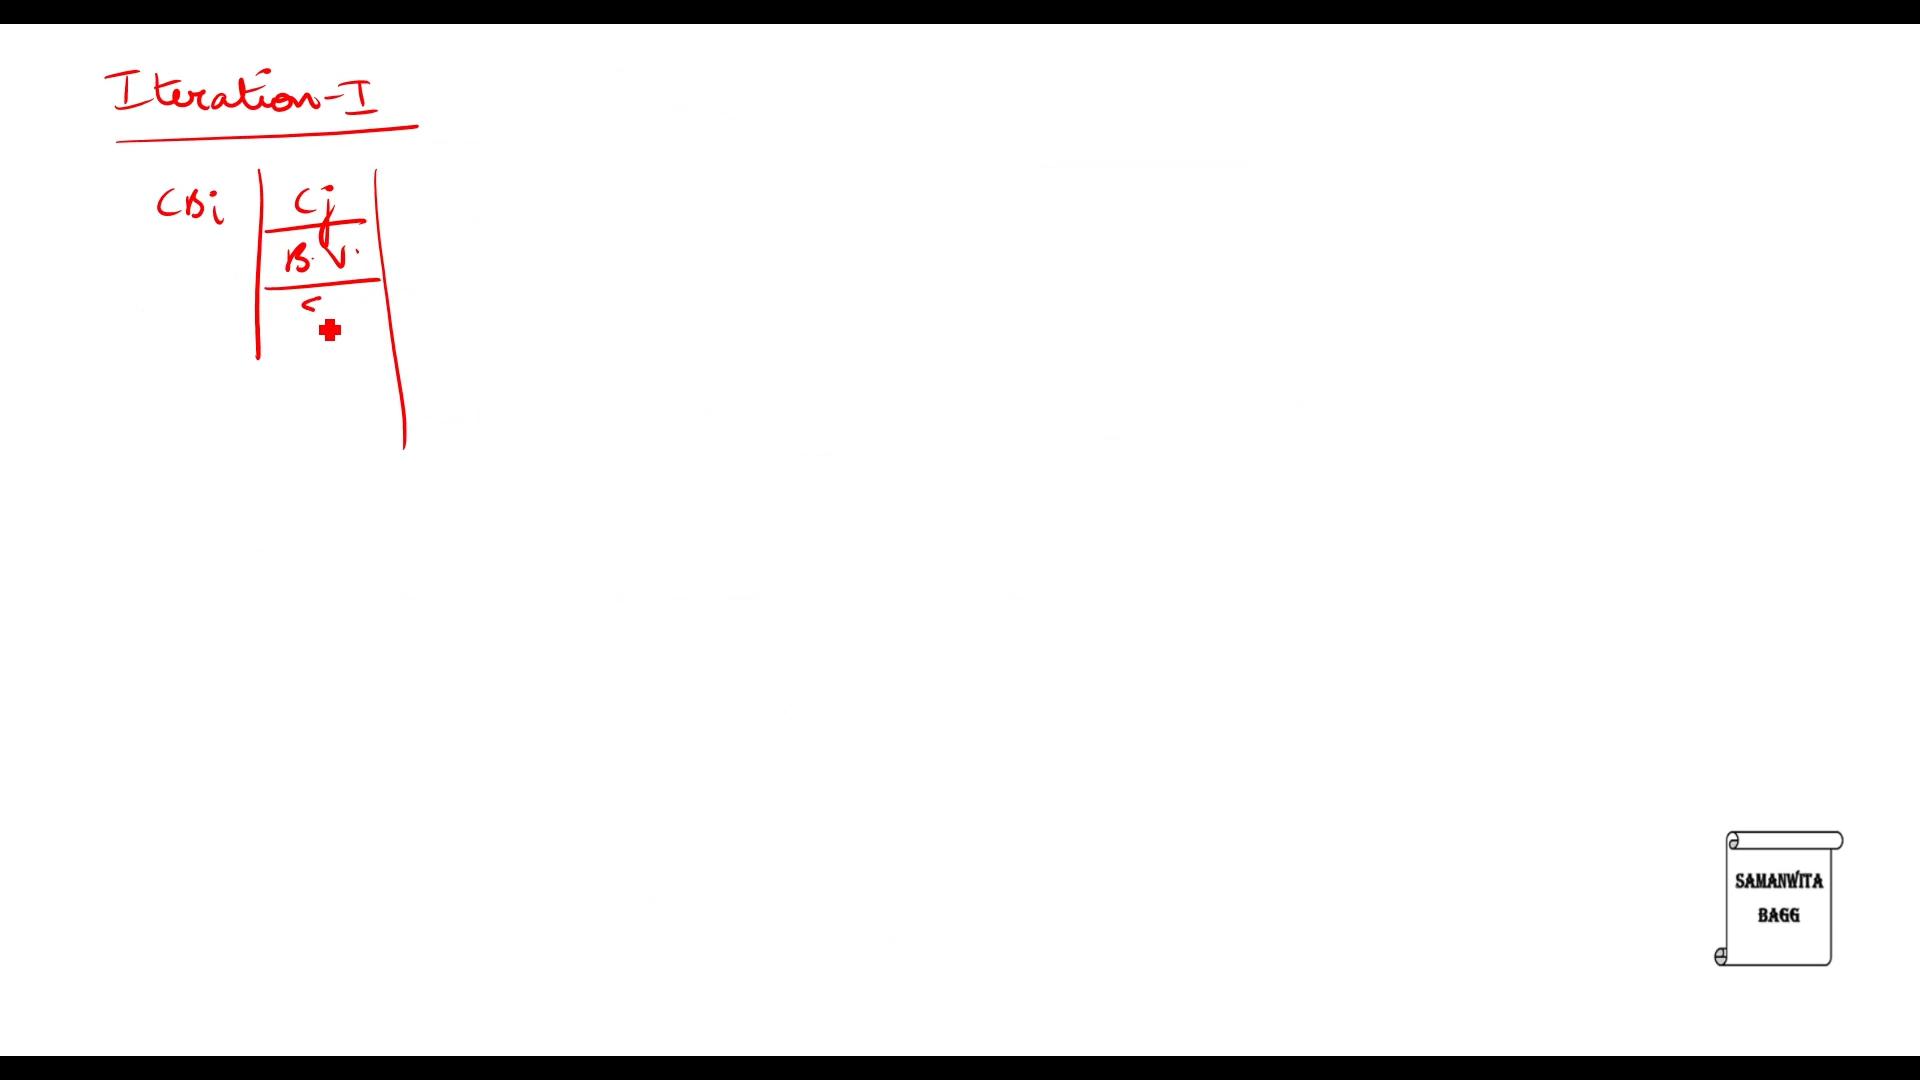 Iteration-I
CBi Cj
B.V.
SAMANWITA
BAGG